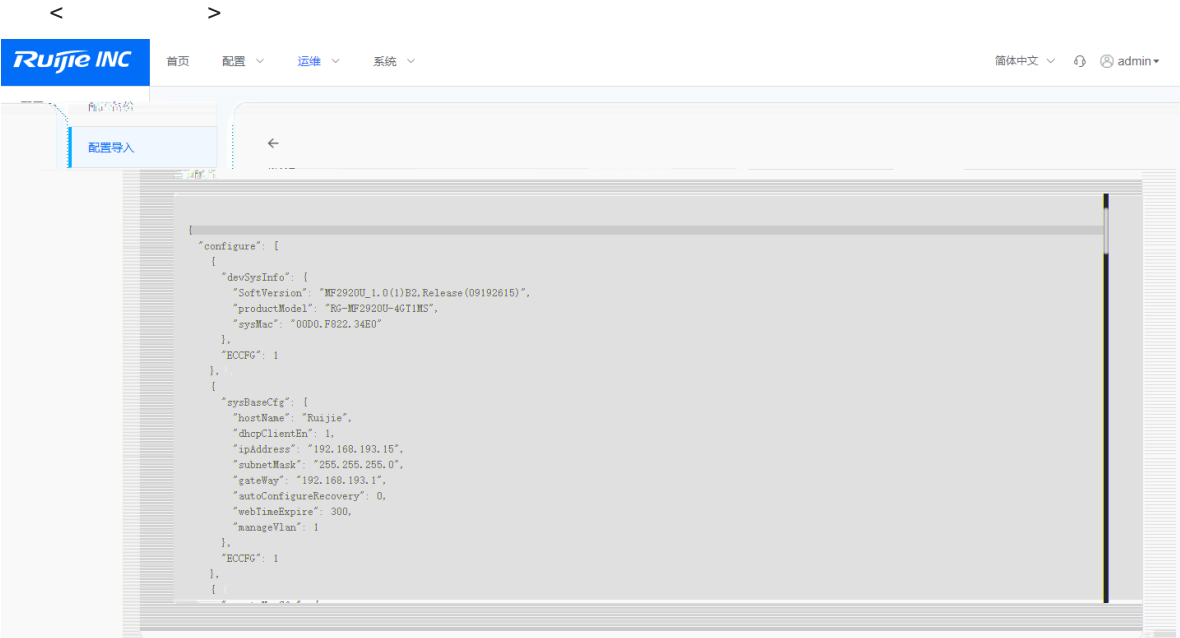 < >
Ruijie INC 首页 配置 运维 系统 简体中文 admin
配置导入
{
"configure": [
{
"devSysInfo": {
"SoftVersion": "MF2920U_1.0(1)B2,Release(09192615)",
"productModel": "RG-MF2920U-4GT1MS",
"sysMac": "00D0.F822.34E0"
},
"ECCFG": 1
},
{
"sysBaseCfg": {
"hostName": "Ruijie",
"dhcpClientEn": 1,
"ipAddress": "192.168.193.15",
"subnetMask": "255.255.255.0",
"gateWay": "192.168.193.1",
"autoConfigureRecovery": 0,
"webTimeExpire": 300,
"manageVlan": 1
},
"ECCFG": 1
},
{